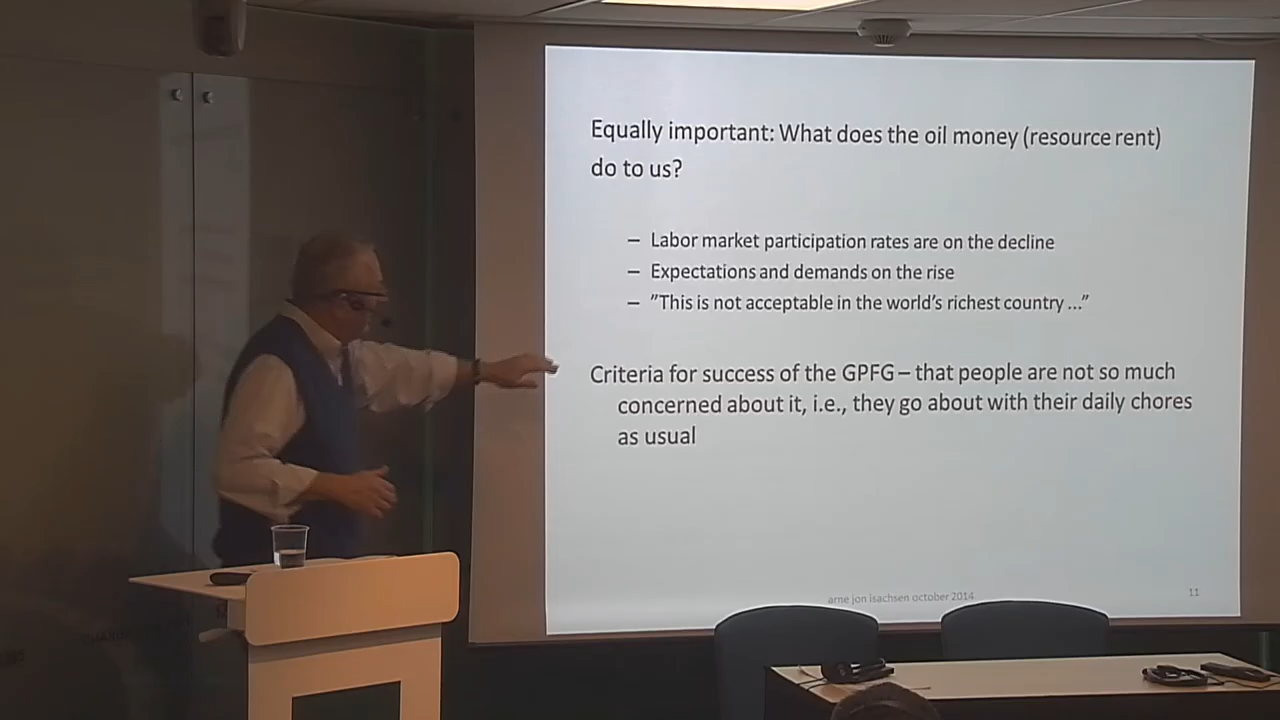 Equally important: What does the oil money (resource rent)
do to us?
– Labor market participation rates are on the decline
– Expectations and demands on the rise
– ”This is not acceptable in the world’s richest country ...”
Criteria for success of the GPFG – that people are not so much
concerned about it, i.e., they go about with their daily chores
as usual
arne jon isachsen october 2014
11